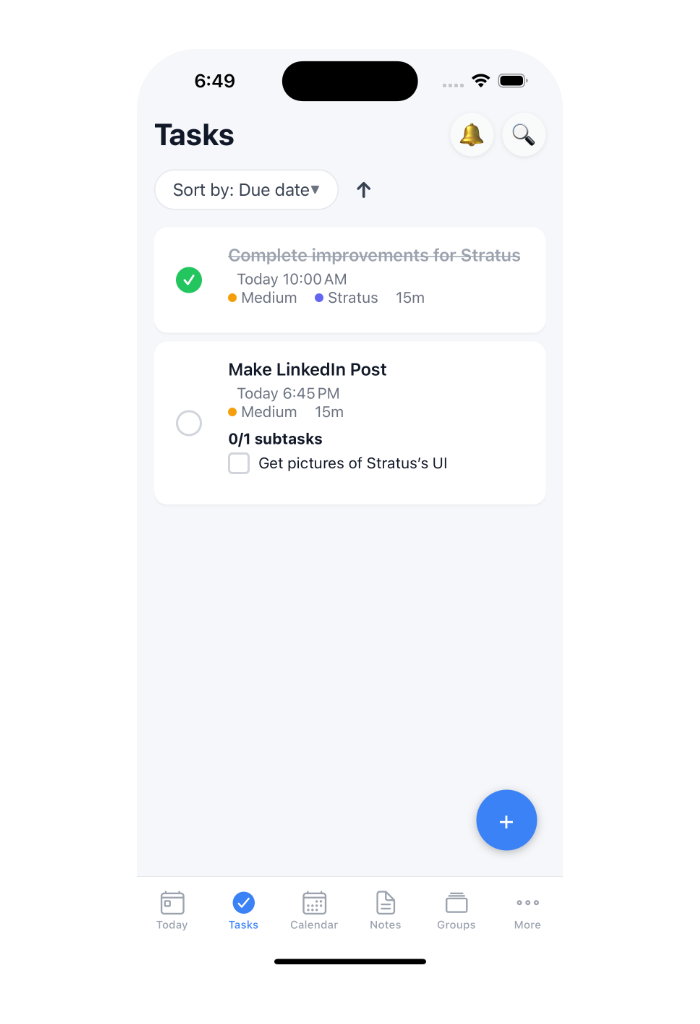 6:49
Tasks
Sort by: Due date▾
Complete improvements for Stratus
Today 10:00 AM
Medium Stratus 15m
Make LinkedIn Post
Today 6:45 PM
Medium 15m
0/1 subtasks
Get pictures of Stratus's UI
+
Today Tasks Calendar Notes Groups More